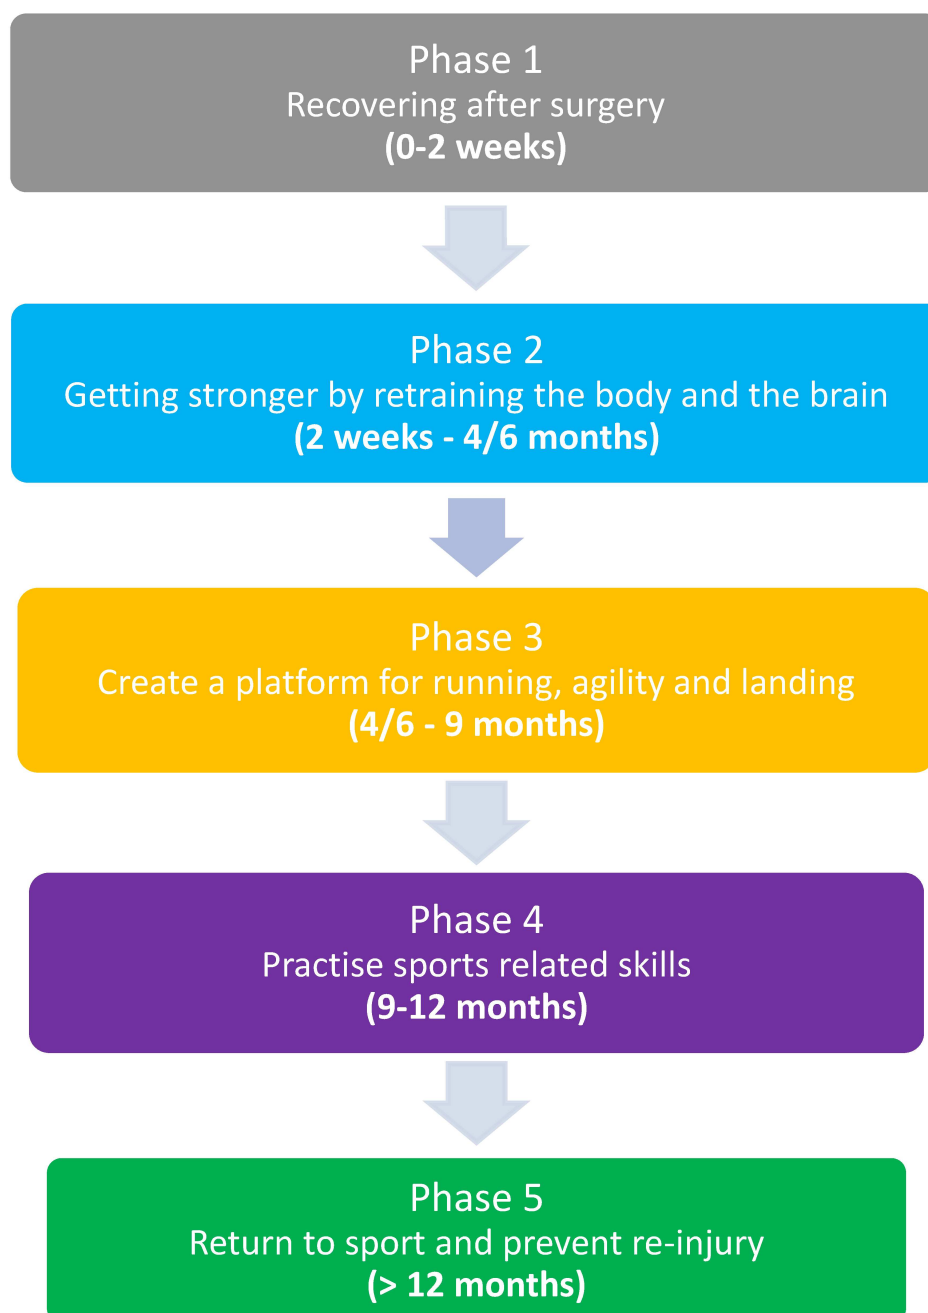 Phase 1
Recovering after surgery
(0-2 weeks)
Phase 2
Getting stronger by retraining the body and the brain
(2 weeks - 4/6 months)
Phase 3
Create a platform for running, agility and landing
(4/6 - 9 months)
Phase 4
Practise sports related skills
(9-12 months)
Phase 5
Return to sport and prevent re-injury
(> 12 months)